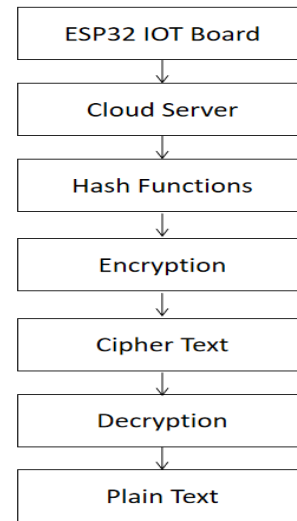 ESP32 IOT Board
Cloud Server
Hash Functions
Encryption
Cipher Text
Decryption
Plain Text